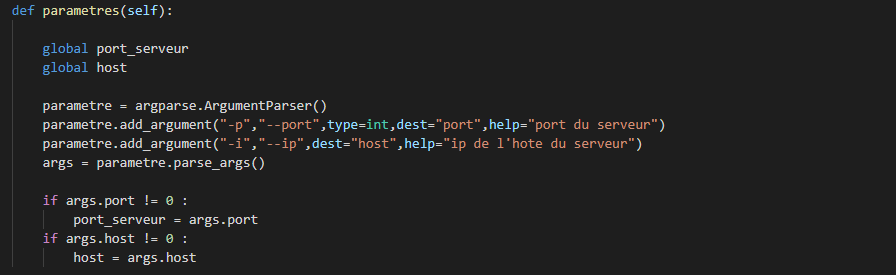 def parametres(self):
global port_serveur
global host
parametre = argparse.ArgumentParser()
parametre.add_argument("-p","--port",type=int,dest="port",help="port du serveur")
parametre.add_argument("-i","--ip",dest="host",help="ip de l'hote du serveur")
args = parametre.parse_args()
if args.port != 0 :
port_serveur = args.port
if args.host != 0 :
host = args.host